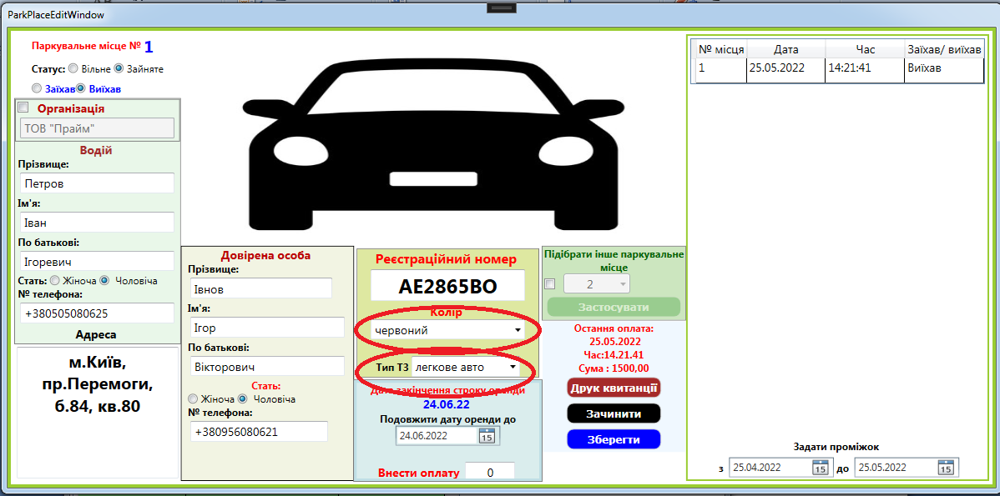 ParkPlaceEditWindow
Паркувальне місце № 1
Статус: Вільне Зайняте
Заїхав Виїхав
Організація
ТОВ "Прайм"
Водій
Прізвище:
Петров
Ім'я:
Іван
По батькові:
Ігоревич
Стать: Жіноча Чоловіча
№ телефона:
+380505080625
Адреса
м.Київ,
пр.Перемоги,
б.84, кв.80
Довірена особа
Прізвище:
Івнов
Ім'я:
Ігор
По батькові:
Вікторович
Стать:
Жіноча Чоловіча
№ телефона:
+380956080621
Реєстраційний номер
АЕ2865ВО
Колір
червоний
Тип ТЗ легкове авто
Дата закінчення строку оренди
24.06.22
Подовжити дату оренди до
24.06.2022 15
Внести оплату 0
Підібрати інше паркувальне
місце
2
Застосувати
Остання оплата:
25.05.2022
Час:14.21.41
Сума : 1500,00
Друк квитанції
Зачинити
Зберегти
№ місця Дата Час Заїхав/ виїхав
1 25.05.2022 14:21:41 Виїхав
Задати проміжок
з 25.04.2022 15 до 25.05.2022 15